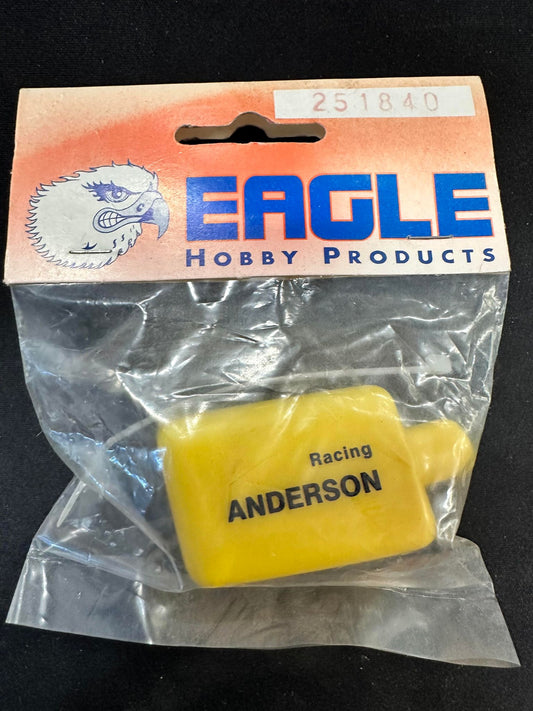 251840
EAGLE
HOBBY PRODUCTS
Racing
ANDERSON